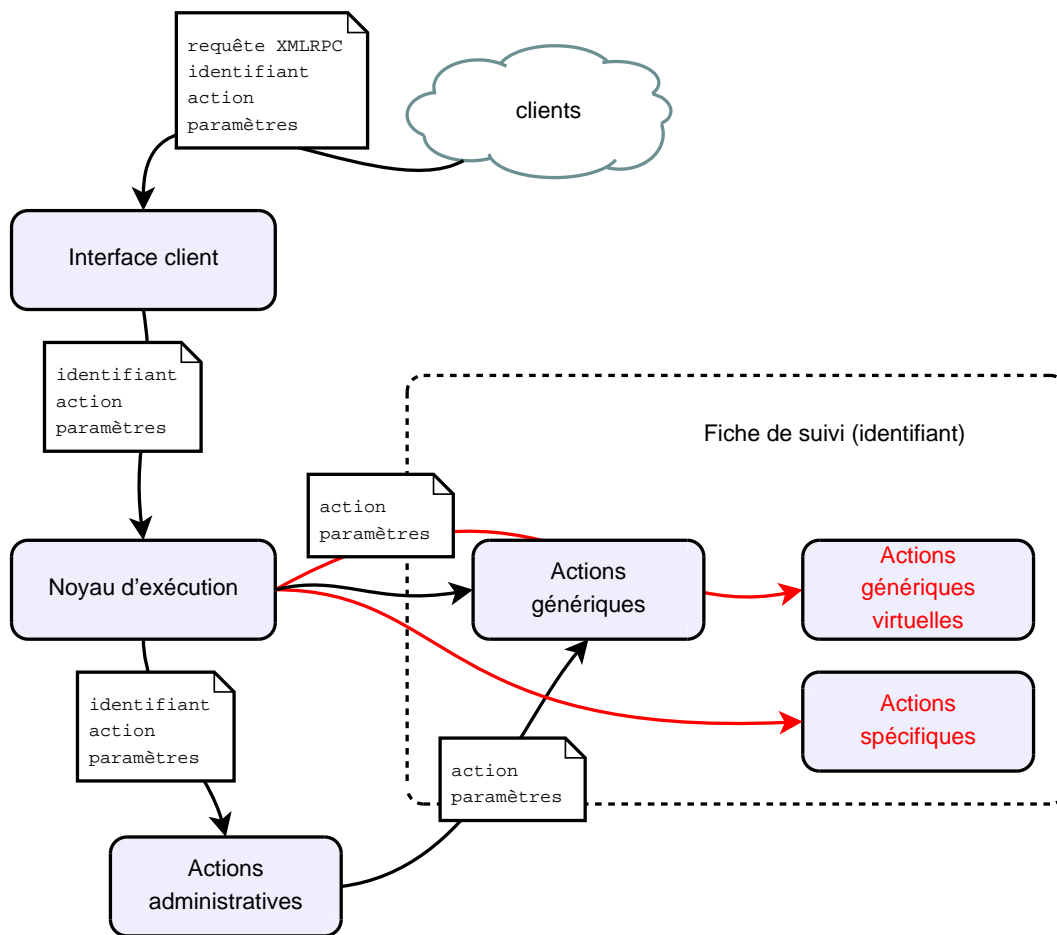 requête XMLRPC
identifiant
action
paramètres
clients
Interface client
identifiant
action
paramètres
Fiche de suivi (identifiant)
action
paramètres
Noyau d'exécution
Actions
génériques
Actions
génériques
virtuelles
identifiant
action
paramètres
Actions
spécifiques
action
paramètres
Actions
administratives